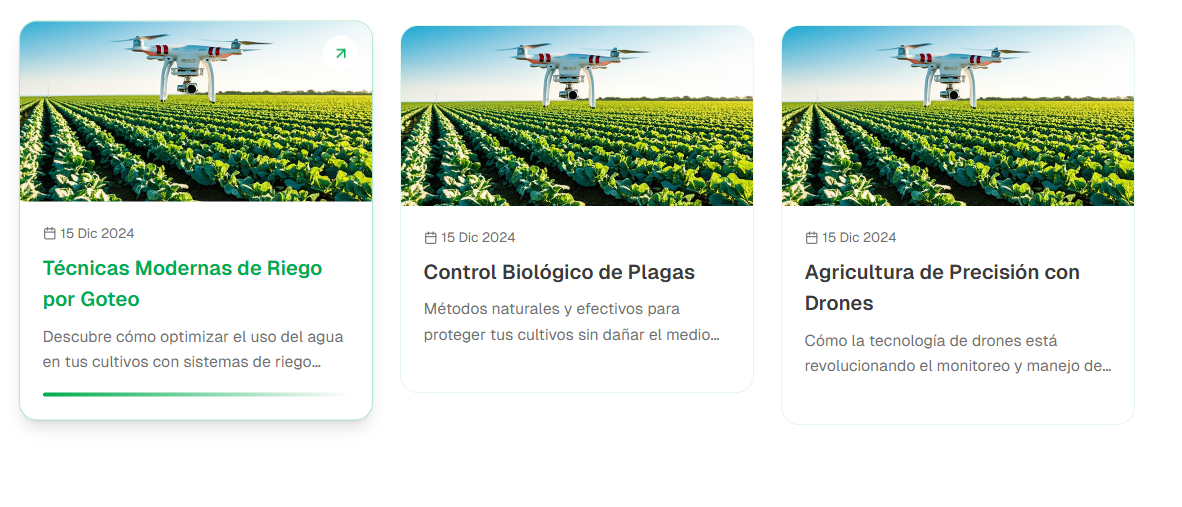 15 Dic 2024
Técnicas Modernas de Riego
por Goteo
Descubre cómo optimizar el uso del agua
en tus cultivos con sistemas de riego...
15 Dic 2024
Control Biológico de Plagas
Métodos naturales y efectivos para
proteger tus cultivos sin dañar el medio...
15 Dic 2024
Agricultura de Precisión con
Drones
Cómo la tecnología de drones está
revolucionando el monitoreo y manejo de...